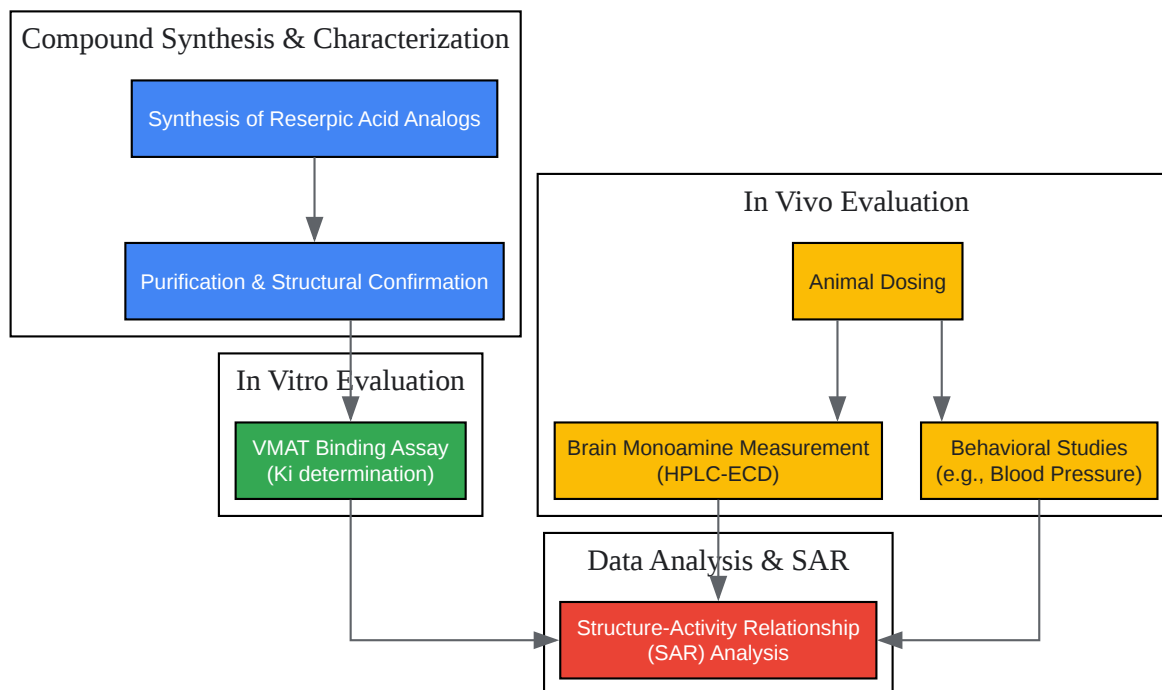 Compound Synthesis & Characterization
Synthesis of Reserpic Acid Analogs
Purification & Structural Confirmation
In Vitro Evaluation
VMAT Binding Assay
(Ki determination)
In Vivo Evaluation
Animal Dosing
Brain Monoamine Measurement
(HPLC-ECD)
Behavioral Studies
(e.g., Blood Pressure)
Data Analysis & SAR
Structure-Activity Relationship
(SAR) Analysis